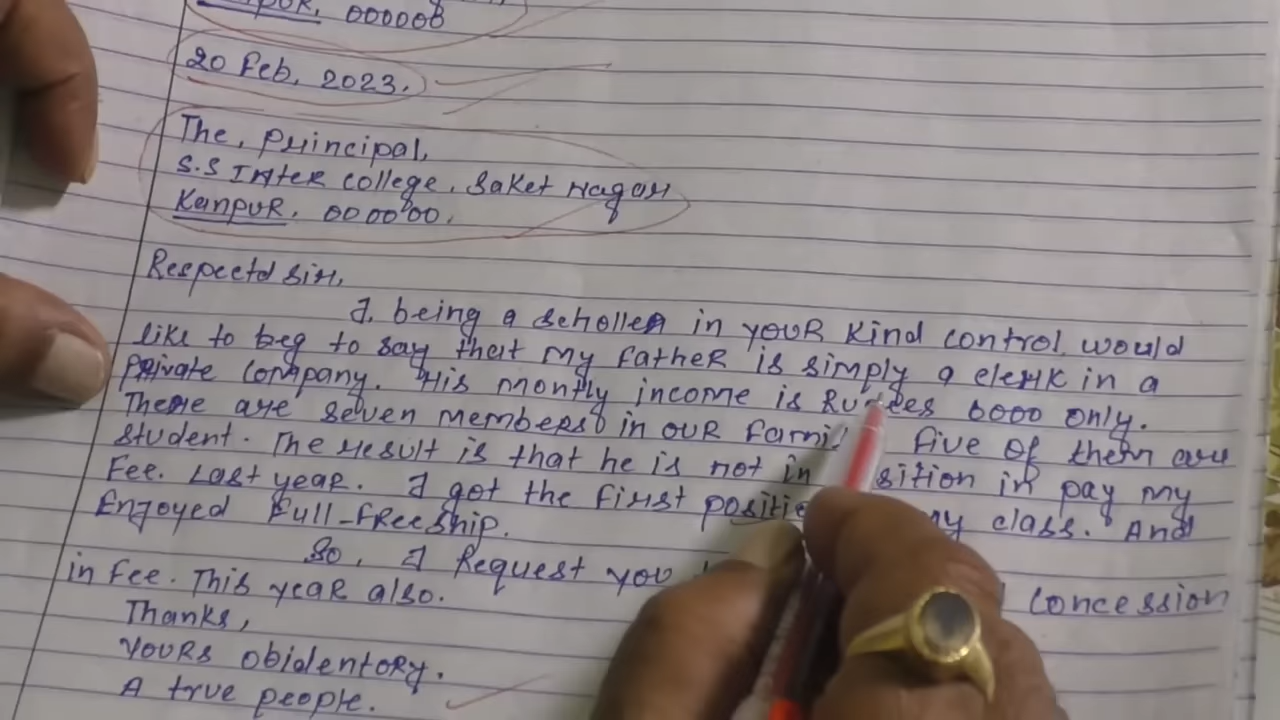 000008
20 Feb, 2023.
The, Principal,
S.S Inter college, Saket Nagar
Kanpur, 000000.
Respectd sir,
I, being a scholler in your kind control, would
like to beg to say that my father is simply a clerk in a
private company. His montly income is Rupees 6000 only.
There are seven members in our five of them are
student. The result is that he is not in in pay my
Fee. Last year. I got the first my class. And
Enjoyed full-freeship.
So, I Request you concession
in fee. This year also.
Thanks,
Yours obidentory.
A true people.